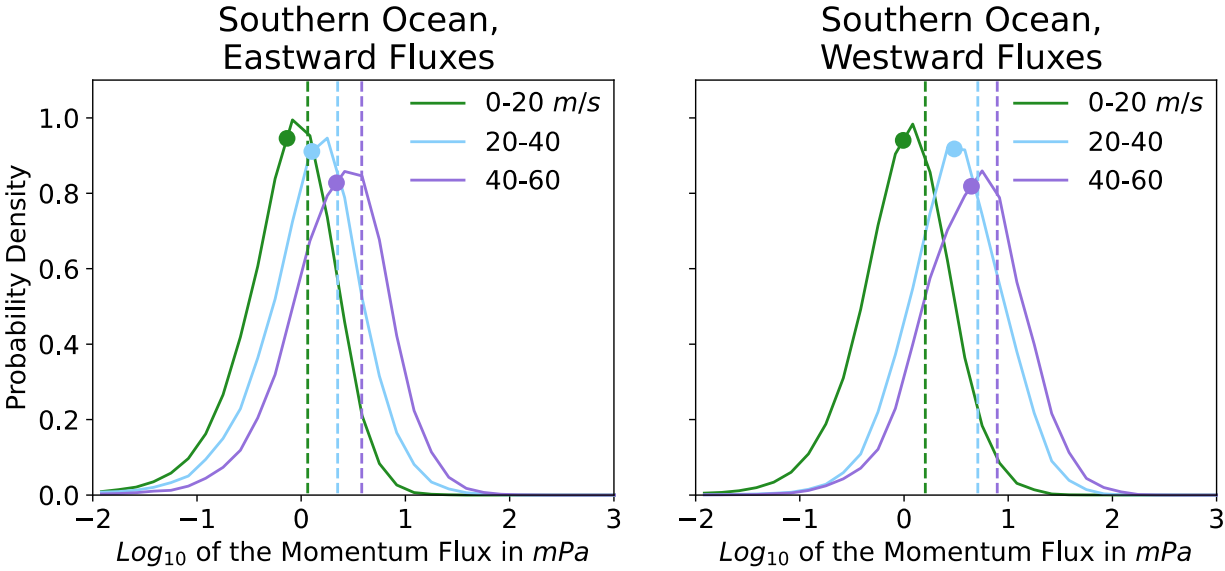 Southern Ocean,
Eastward Fluxes
Probability Density
1.0
0.8
0.6
0.4
0.2
0.0
0-20 m/s
20-40
40-60
−2 −1 0 1 2 3
Log₁₀ of the Momentum Flux in mPa
Southern Ocean,
Westward Fluxes
0-20 m/s
20-40
40-60
−2 −1 0 1 2 3
Log₁₀ of the Momentum Flux in mPa